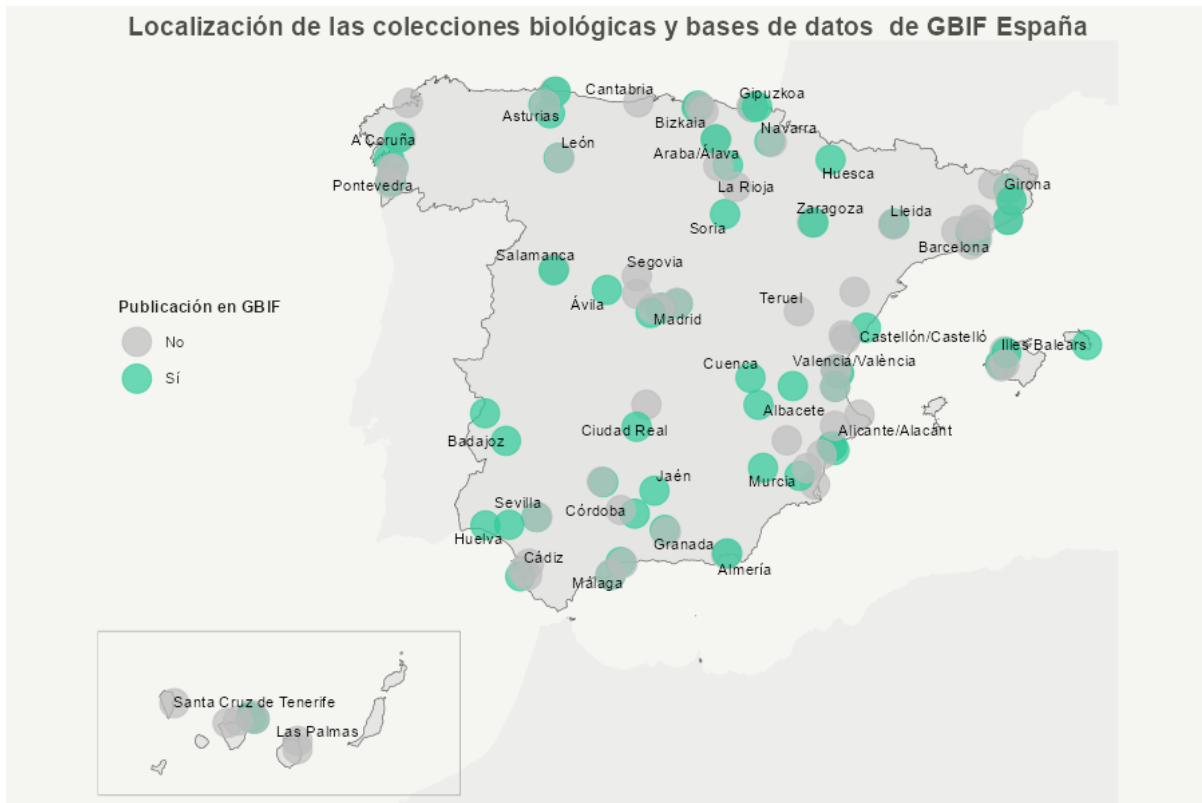 Localización de las colecciones biológicas y bases de datos de GBIF España
Cantabria
Gipuzkoa
Asturias
Bizkaia
Navarra
A Coruña
León
Araba/Álava
Huesca
Pontevedra
La Rioja
Girona
Soria
Zaragoza
Lleida
Barcelona
Salamanca
Segovia
Ávila
Madrid
Teruel
Publicación en GBIF
No
Sí
Castellón/Castelló
Illes Balears
Cuenca
Valencia/València
Albacete
Badajoz
Ciudad Real
Alicante/Alacant
Jaén
Murcia
Sevilla
Córdoba
Huelva
Granada
Cádiz
Almería
Málaga
Santa Cruz de Tenerife
Las Palmas